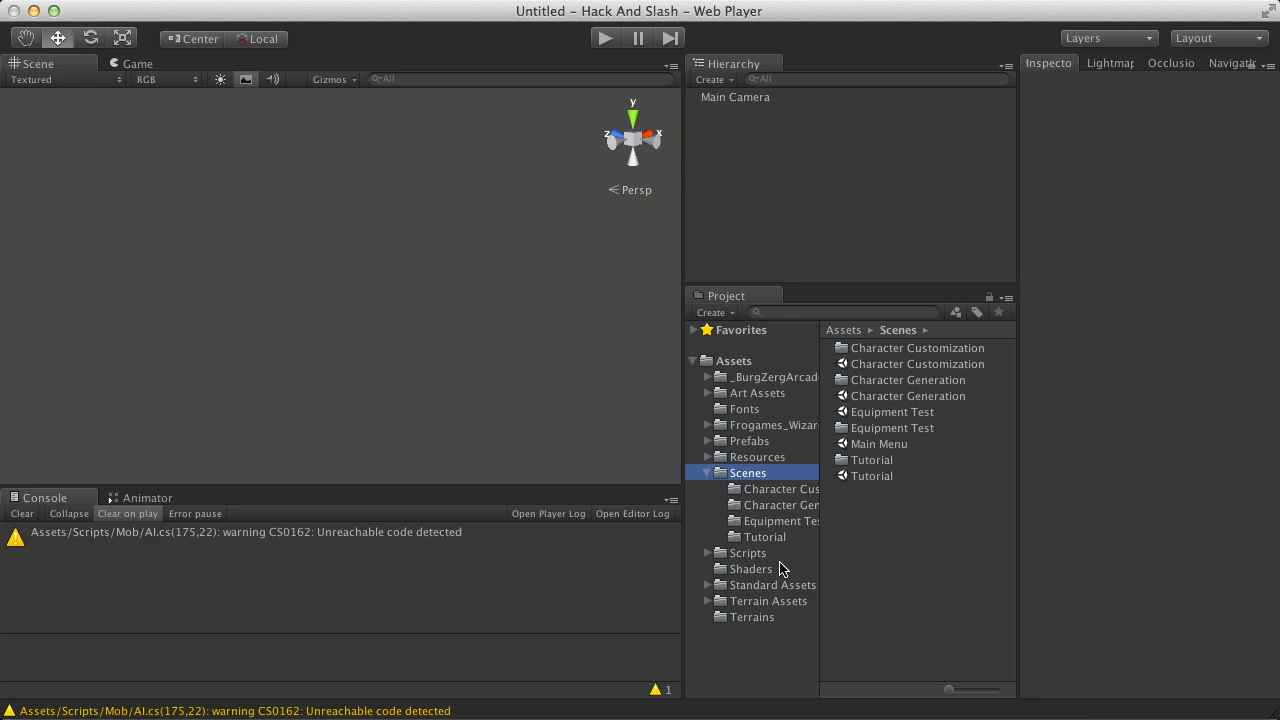 Untitled - Hack And Slash - Web Player
Center Local Layers Layout
Scene Game
Textured RGB Gizmos All
y
z x
Persp
Hierarchy
Create All
Main Camera
Inspecto Lightmap Occlusio Navigati
Project
Create
Favorites
Assets
_BurgZergArcad
Art Assets
Fonts
Frogames_Wizar
Prefabs
Resources
Scenes
Character Cus
Character Gen
Equipment Tes
Tutorial
Scripts
Shaders
Standard Assets
Terrain Assets
Terrains
Assets ▸ Scenes ▸
Character Customization
Character Customization
Character Generation
Character Generation
Equipment Test
Equipment Test
Main Menu
Tutorial
Tutorial
Console Animator
Clear Collapse Clear on play Error pause Open Player Log Open Editor Log
Assets/Scripts/Mob/AI.cs(175,22): warning CS0162: Unreachable code detected
1
Assets/Scripts/Mob/AI.cs(175,22): warning CS0162: Unreachable code detected